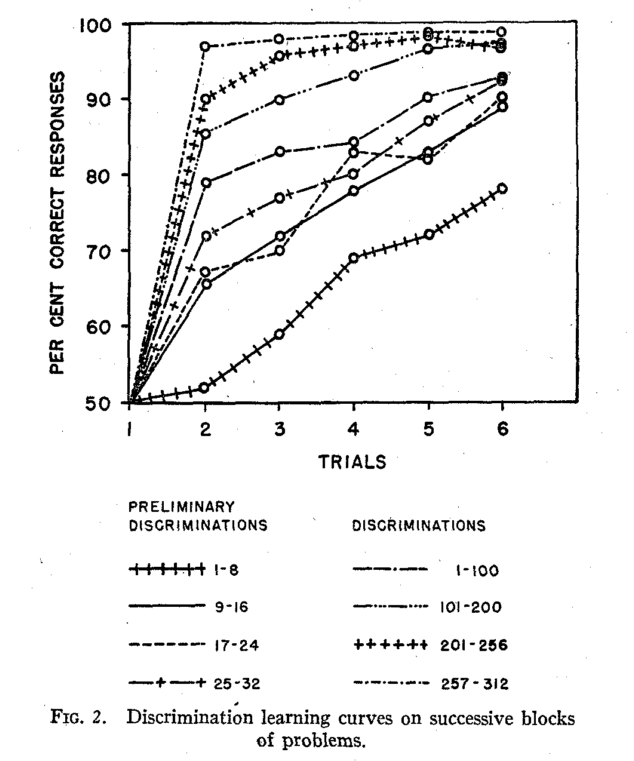 100
90
80
70
60
50
PER CENT CORRECT RESPONSES
1 2 3 4 5 6
TRIALS
PRELIMINARY
DISCRIMINATIONS
1-8
9-16
17-24
25-32
DISCRIMINATIONS
1-100
101-200
201-256
257-312
FIG. 2. Discrimination learning curves on successive blocks
of problems.